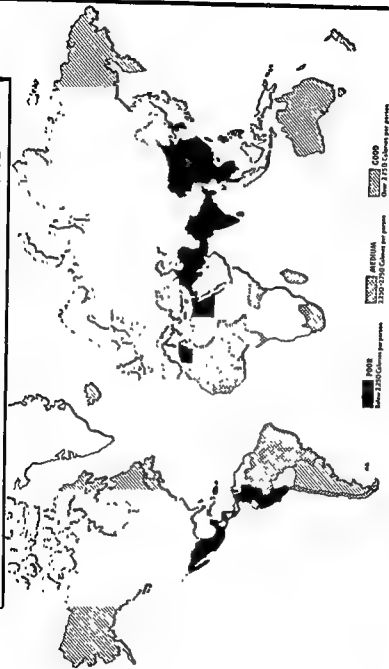 POOR
Below 2250 Calories per person
MEDIUM
2250-2750 Calories per person
GOOD
Over 2750 Calories per person